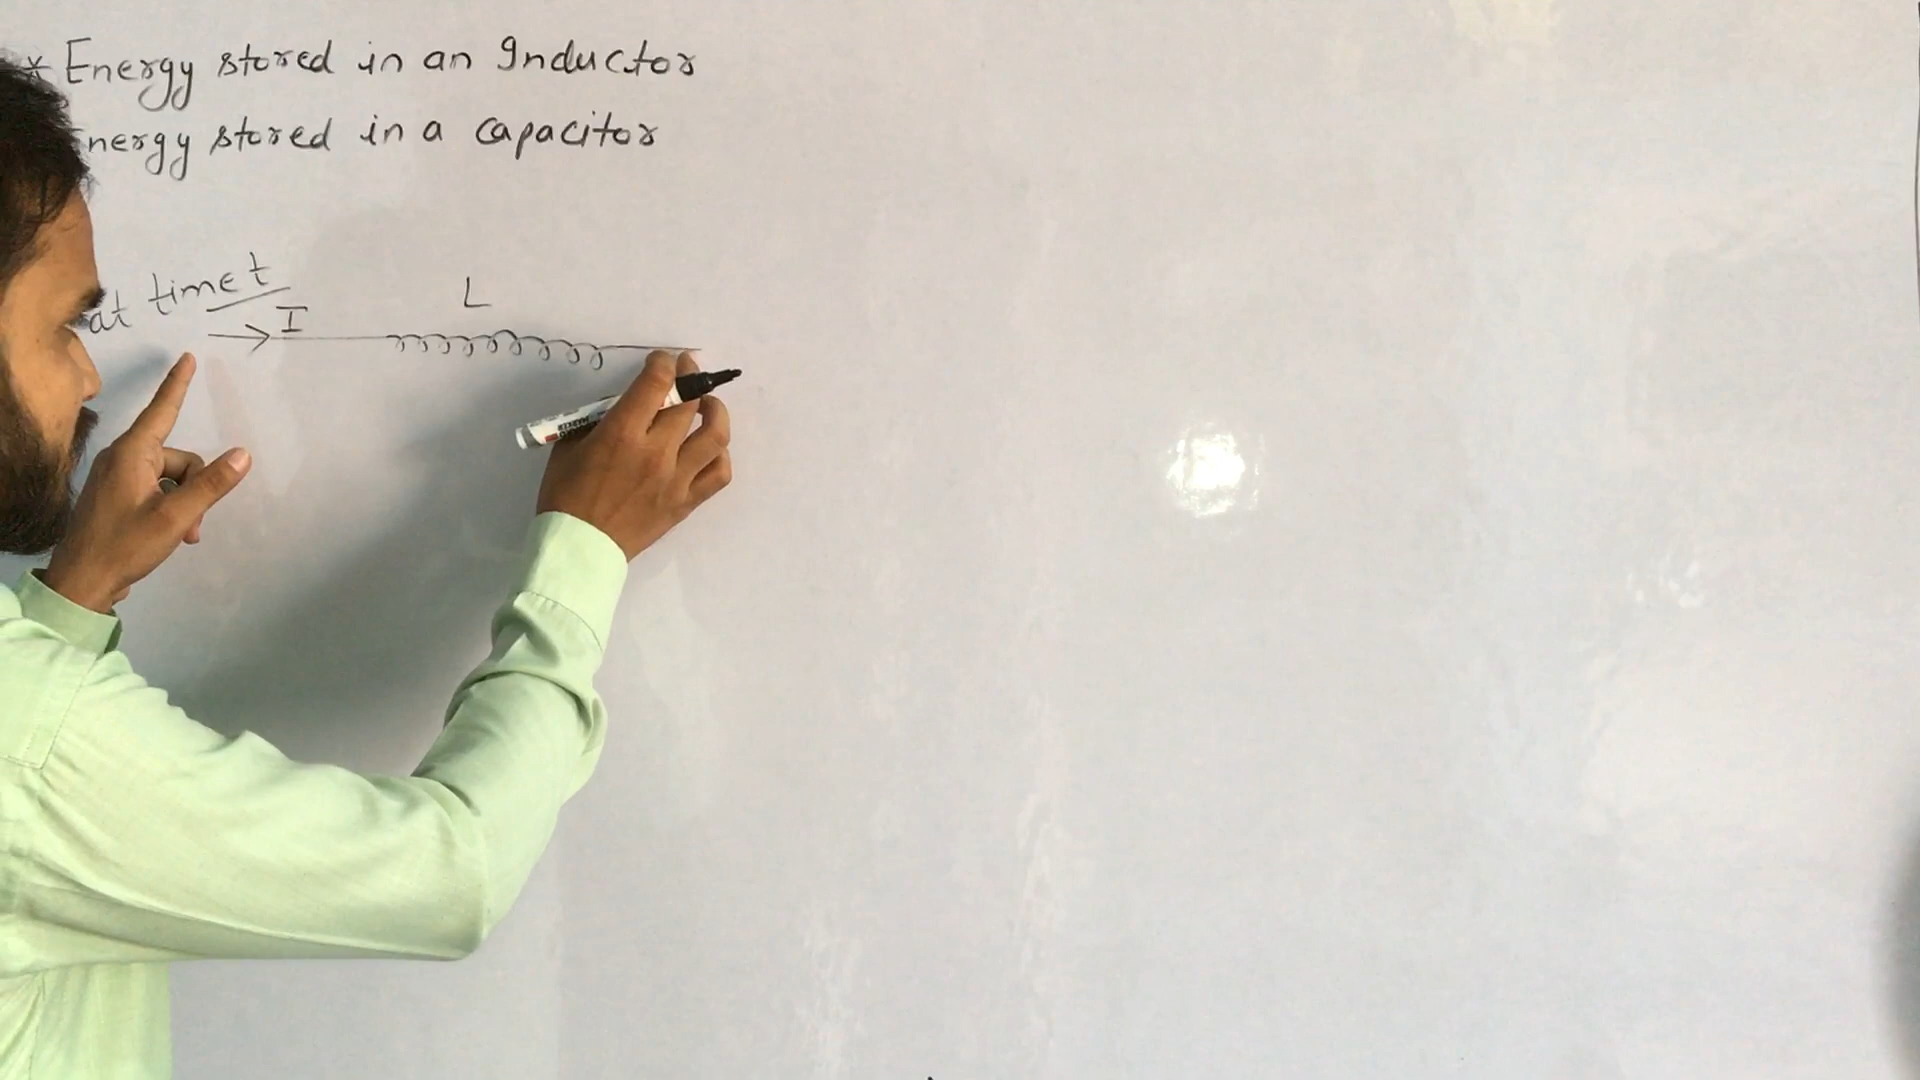 * Energy stored in an Inductor
nergy stored in a capacitor
at time t
I
L